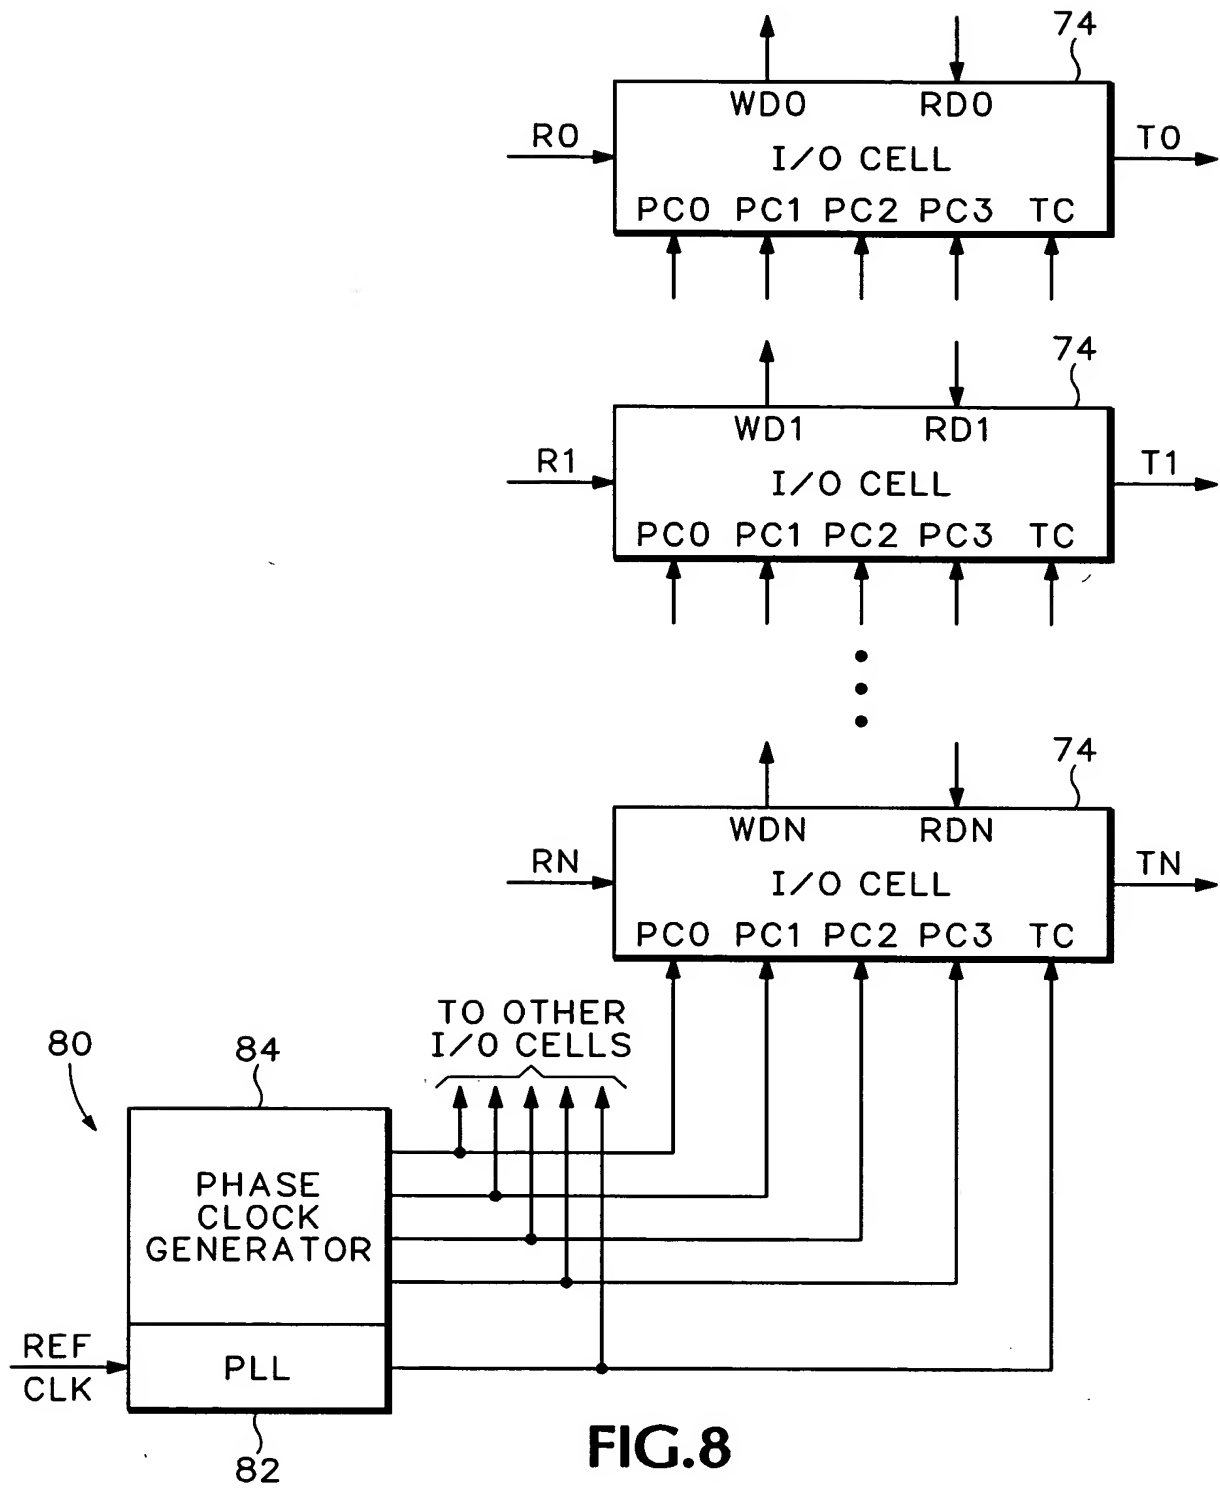 74
WD0 RD0
R0
I/O CELL
T0
PC0 PC1 PC2 PC3 TC
74
WD1 RD1
R1
I/O CELL
T1
PC0 PC1 PC2 PC3 TC
74
WDN RDN
RN
I/O CELL
TN
PC0 PC1 PC2 PC3 TC
TO OTHER
I/O CELLS
80
84
PHASE
CLOCK
GENERATOR
REF
CLK
PLL
82
FIG.8